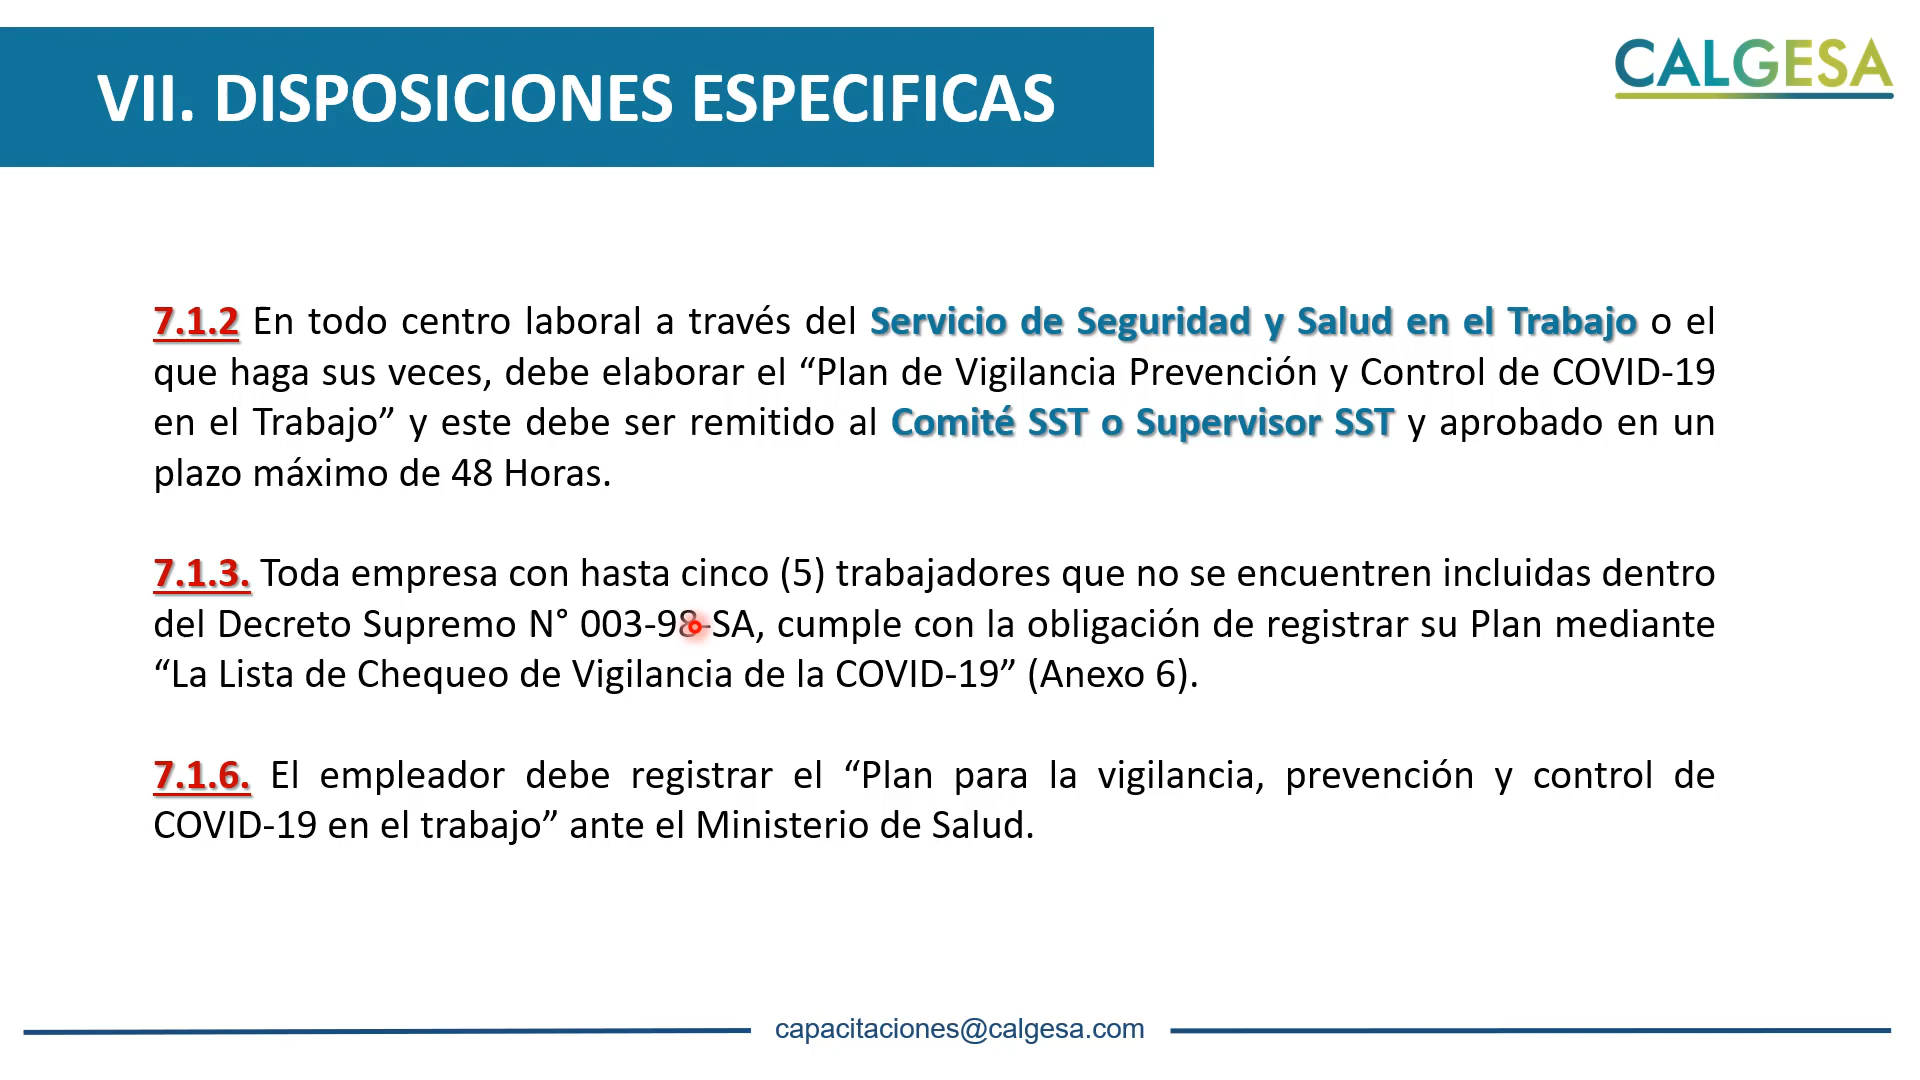 VII. DISPOSICIONES ESPECIFICAS
CALGESA
7.1.2 En todo centro laboral a través del Servicio de Seguridad y Salud en el Trabajo o el
que haga sus veces, debe elaborar el “Plan de Vigilancia Prevención y Control de COVID-19
en el Trabajo” y este debe ser remitido al Comité SST o Supervisor SST y aprobado en un
plazo máximo de 48 Horas.
7.1.3. Toda empresa con hasta cinco (5) trabajadores que no se encuentren incluidas dentro
del Decreto Supremo N° 003-98-SA, cumple con la obligación de registrar su Plan mediante
“La Lista de Chequeo de Vigilancia de la COVID-19” (Anexo 6).
7.1.6. El empleador debe registrar el “Plan para la vigilancia, prevención y control de
COVID-19 en el trabajo” ante el Ministerio de Salud.
capacitaciones@calgesa.com